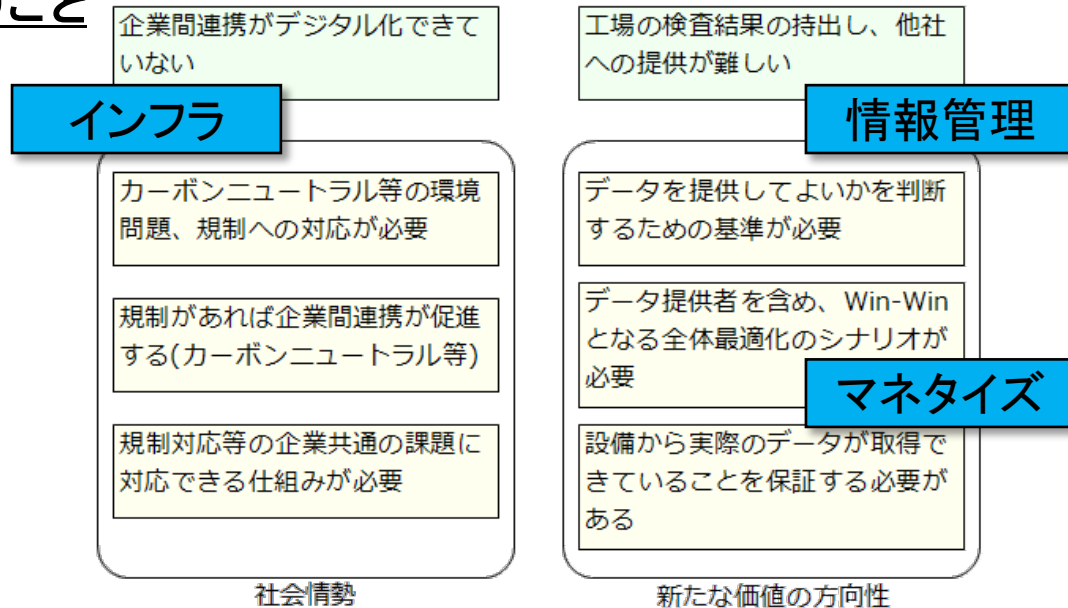 こと
企業間連携がデジタル化できて
いない
インフラ
カーボンニュートラル等の環境
問題、規制への対応が必要
規制があれば企業間連携が促進
する(カーボンニュートラル等)
規制対応等の企業共通の課題に
対応できる仕組みが必要
社会情勢
工場の検査結果の持出し、他社
への提供が難しい
情報管理
データを提供してよいかを判断
するための基準が必要
データ提供者を含め、Win-Win
となる全体最適化のシナリオが
必要
マネタイズ
設備から実際のデータが取得で
きていることを保証する必要が
ある
新たな価値の方向性